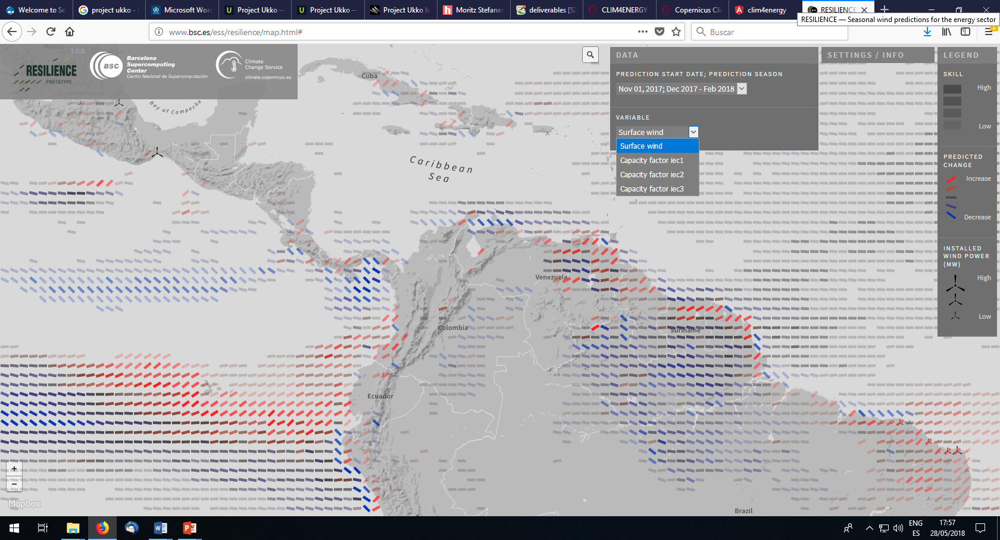 Welcome to Se
project ukko -
Microsoft Word
Project Ukko —
Project Ukko —
Project Ukko Is
Moritz Stefaner
deliverables [S2
CLIM4ENERGY
Copernicus Cli
clim4energy
RESILIENCE
RESILIENCE — Seasonal wind predictions for the energy sector
www.bsc.es/ess/resilience/map.html#
Buscar
Mexico
1.0.0
RESILIENCE
PROTOTYPE
BSC
Barcelona
Supercomputing
Center
Centro Nacional de Supercomputación
Climate
Change Service
climate.copernicus.eu
DATA
PREDICTION START DATE; PREDICTION SEASON
Nov 01, 2017; Dec 2017 - Feb 2018
VARIABLE
Surface wind
Surface wind
Capacity factor iec1
Capacity factor iec2
Capacity factor iec3
SETTINGS / INFO
LEGEND
SKILL
High
Low
PREDICTED
CHANGE
Increase
Decrease
INSTALLED
WIND POWER
(MW)
High
Low
Cuba
Bay of Campeche
Caribbean
Sea
Venezuela
Colombia
Suriname
Ecuador
Brazil
+
−
Mapbox
ENG
ES
17:57
28/05/2018